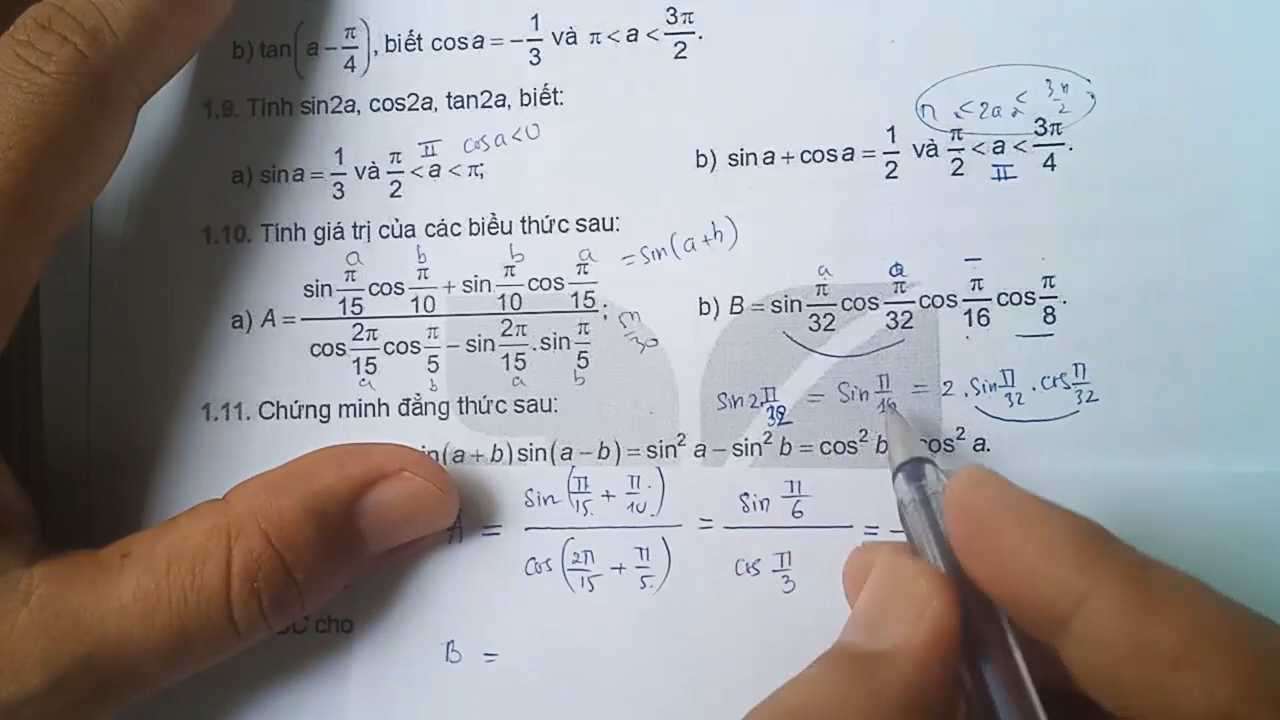 b) tan(a − π/4), biết cos a = −1/3 và π < a < 3π/2.
1.9. Tính sin2a, cos2a, tan2a, biết:
π < 2a < 3π/2
II cos a < 0
a) sin a = 1/3 và π/2 < a < π;
b) sin a + cos a = 1/2 và π/2 < a < 3π/4.
II
1.10. Tính giá trị của các biểu thức sau:
a b b a = sin(a+b)
a) A = (sin π/15 cos π/10 + sin π/10 cos π/15) / (cos 2π/15 cos π/5 − sin 2π/15 . sin π/5);
a b a b
a a
b) B = sin π/32 cos π/32 cos π/16 cos π/8.
sin 2π/32 = sin π/16 = 2 . sin π/32 . cos π/32
1.11. Chứng minh đẳng thức sau:
in(a + b) sin(a − b) = sin² a − sin² b = cos² b os² a.
A = sin(π/15 + π/10) / cos(2π/15 + π/5) = sin π/6 / cos π/3 =
cho
B =